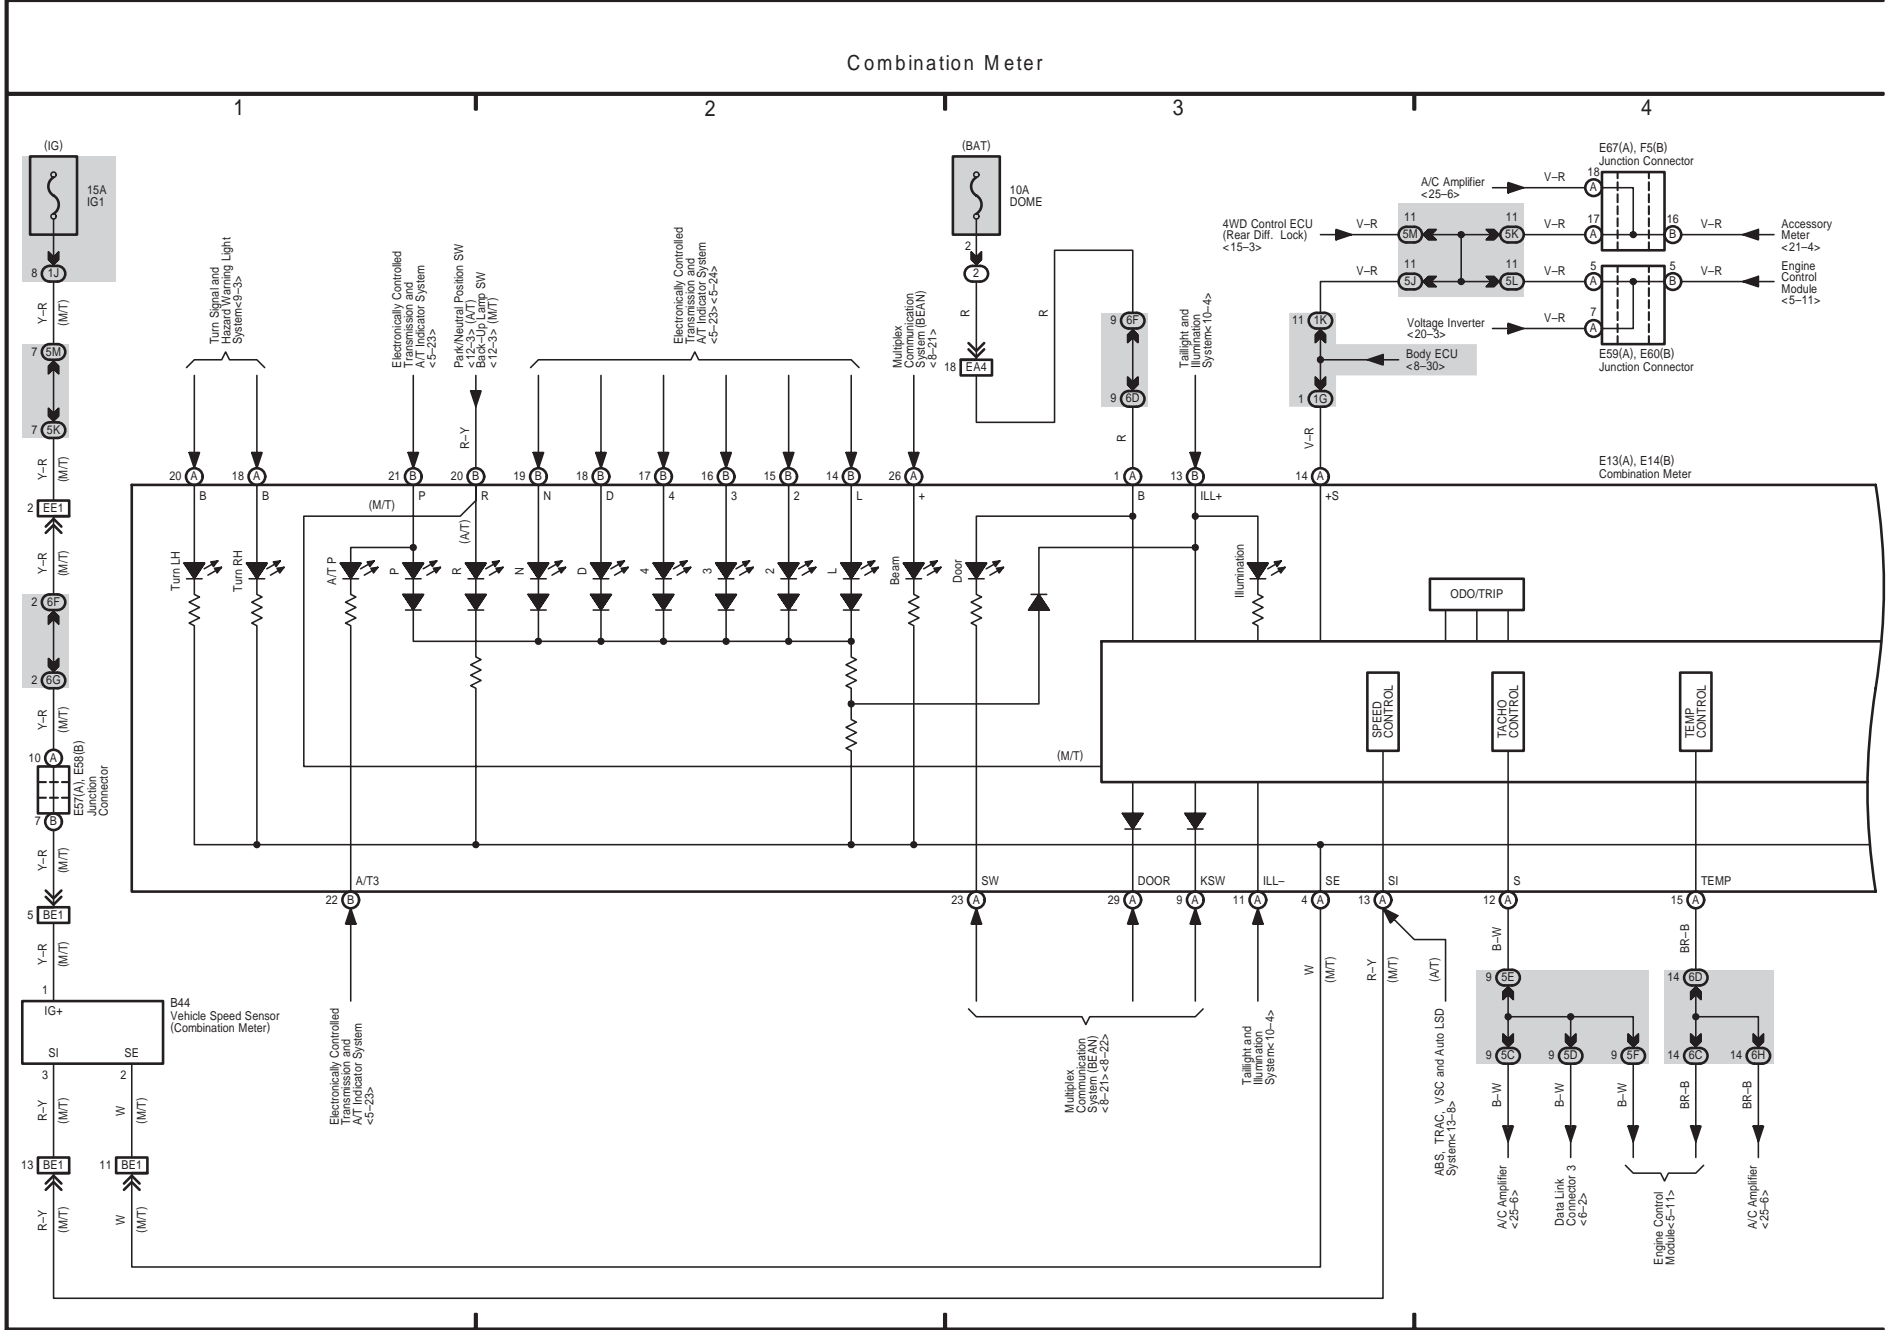 Combination Meter
1
2
3
4
(IG)
15A
IG1
8 1J
Y–R
(M/T)
7 5M
7 5K
Y–R
(M/T)
2 EE1
Y–R
(M/T)
2 6F
2 6G
Y–R
(M/T)
10 A
E57(A), E58(B)
Junction
Connector
7 B
Y–R
(M/T)
5 BE1
Y–R
(M/T)
1
IG+
SI
SE
B44
Vehicle Speed Sensor
(Combination Meter)
3
2
R–Y
(M/T)
W
(M/T)
13 BE1
11 BE1
R–Y
(M/T)
W
(M/T)
Turn Signal and
Hazard Warning Light
System<9–3>
Electronically Controlled
Transmission and
A/T Indicator System
<5–23>
Park/Neutral Position SW
<12–3> (A/T)
Back–Up Lamp SW
<12–3> (M/T)
R–Y
Electronically Controlled
Transmission and
A/T Indicator System
<5–23><5–24>
Multiplex
Communication
System (BEAN)
<8–21>
(BAT)
10A
DOME
2
2
R
18 EA4
R
9 6F
9 6D
R
Taillight and
Illumination
System<10–4>
11 1K
Body ECU
<8–30>
1 1G
V–R
4WD Control ECU
(Rear Diff. Lock)
<15–3>
V–R
11
5M
11
5K
V–R
11
5J
11
5L
A/C Amplifier
<25–6>
V–R
18
A
V–R
17
A
16
B
V–R
Accessory
Meter
<21–4>
E67(A), F5(B)
Junction Connector
V–R
5
A
5
B
V–R
Engine
Control
Module
<5–11>
Voltage Inverter
<20–3>
V–R
7
A
E59(A), E60(B)
Junction Connector
E13(A), E14(B)
Combination Meter
20 A
18 A
21 B
20 B
19 B
18 B
17 B
16 B
15 B
14 B
26 A
1 A
13 B
14 A
B
B
P
R
N
D
4
3
2
L
+
B
ILL+
+S
(M/T)
(A/T)
Turn LH
Turn RH
A/T P
P
R
N
D
4
3
2
L
Beam
Door
Illumination
ODO/TRIP
SPEED
CONTROL
TACHO
CONTROL
TEMP
CONTROL
(M/T)
A/T3
SW
DOOR
KSW
ILL–
SE
SI
S
TEMP
22 B
23 A
29 A
9 A
11 A
4 A
13 A
12 A
15 A
Electronically Controlled
Transmission and
A/T Indicator System
<5–23>
Multiplex
Communication
System (BEAN)
<8–21><8–22>
Taillight and
Illumination
System<10–4>
W
(M/T)
R–Y
(M/T)
(A/T)
ABS, TRAC, VSC and Auto LSD
System<13–8>
B–W
BR–B
9 5E
14 6D
9 5C
9 5D
9 5F
14 6C
14 6H
B–W
B–W
B–W
BR–B
BR–B
A/C Amplifier
<25–6>
Data Link
Connector 3
<6–2>
Engine Control
Module<5–11>
A/C Amplifier
<25–6>